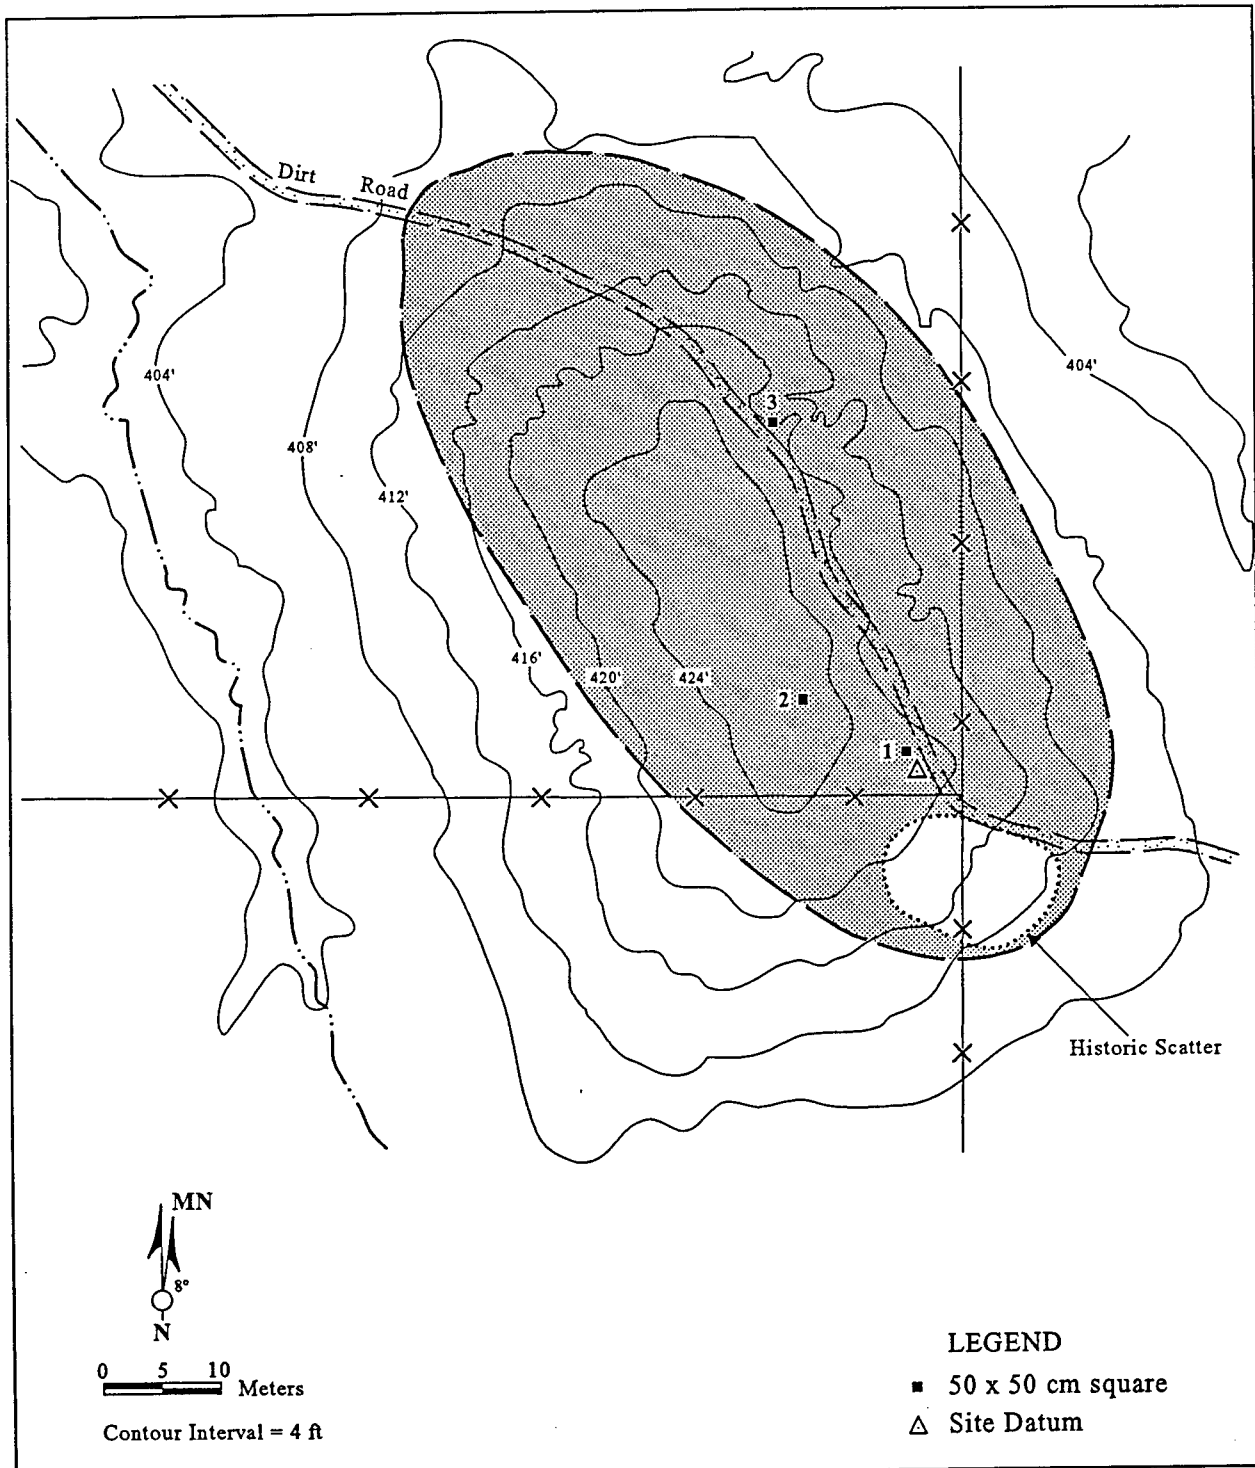 Dirt Road
404'
404'
3
408'
412'
416'
420'
424'
2
1
Historic Scatter
MN
8°
N
0 5 10
Meters
Contour Interval = 4 ft
LEGEND
50 x 50 cm square
Site Datum